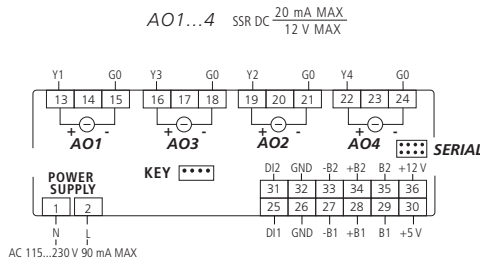 AO1...4 SSR DC 20 mA MAX
12 V MAX
Y1 G0 Y3 G0 Y2 G0 Y4 G0
13 14 15 16 17 18 19 20 21 22 23 24
+ - + - + - + -
AO1 AO3 AO2 AO4
SERIAL
KEY
DI2 GND -B2 +B2 B2 +12 V
POWER
SUPPLY
31 32 33 34 35 36
1 2 25 26 27 28 29 30
N L DI1 GND -B1 +B1 B1 +5 V
AC 115...230 V 90 mA MAX